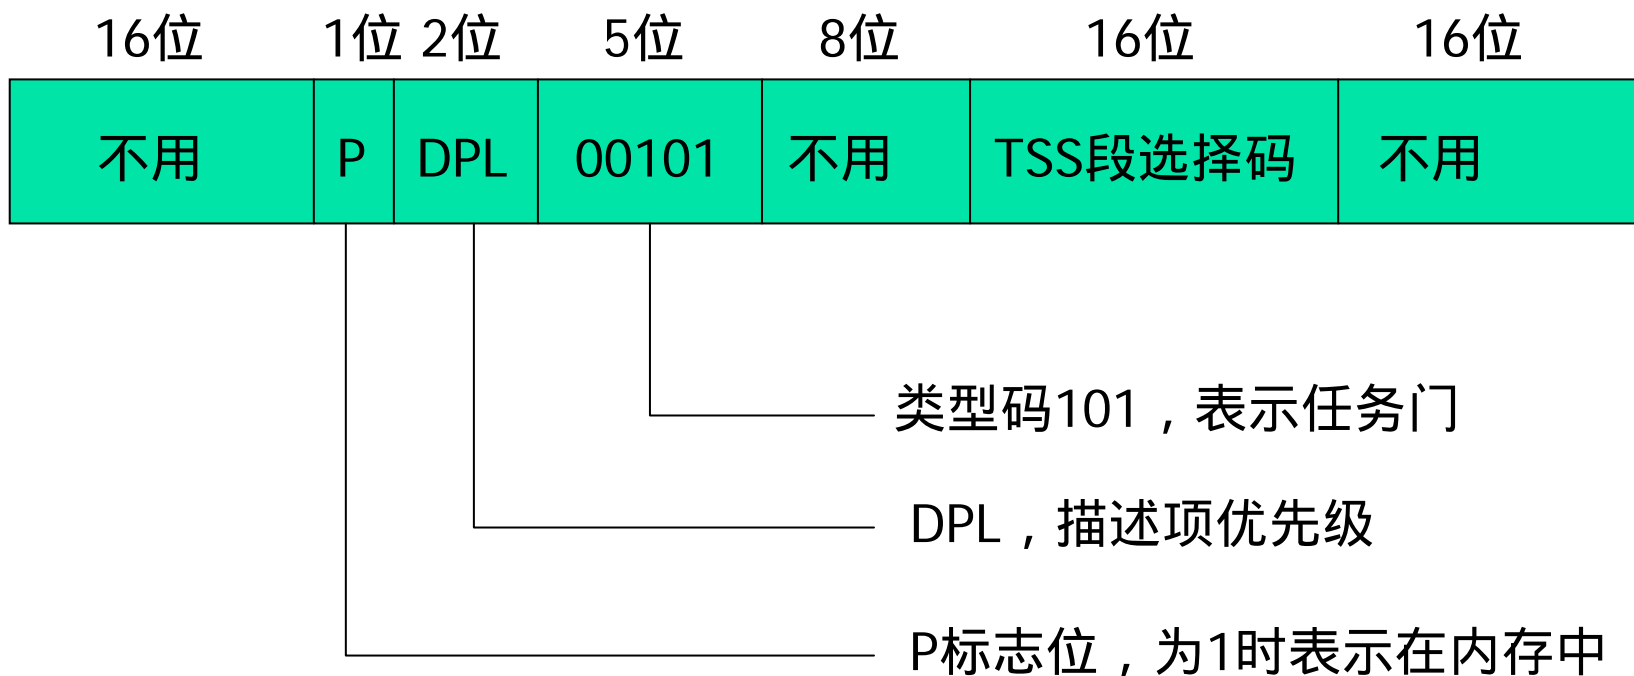 16位 1位 2位 5位 8位 16位 16位
不用 P DPL 00101 不用 TSS段选择码 不用
类型码101，表示任务门
DPL，描述项优先级
P标志位，为1时表示在内存中